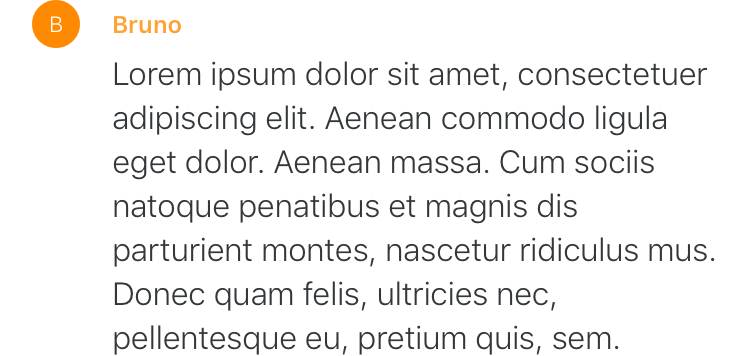 B
Bruno
Lorem ipsum dolor sit amet, consectetuer
adipiscing elit. Aenean commodo ligula
eget dolor. Aenean massa. Cum sociis
natoque penatibus et magnis dis
parturient montes, nascetur ridiculus mus.
Donec quam felis, ultricies nec,
pellentesque eu, pretium quis, sem.